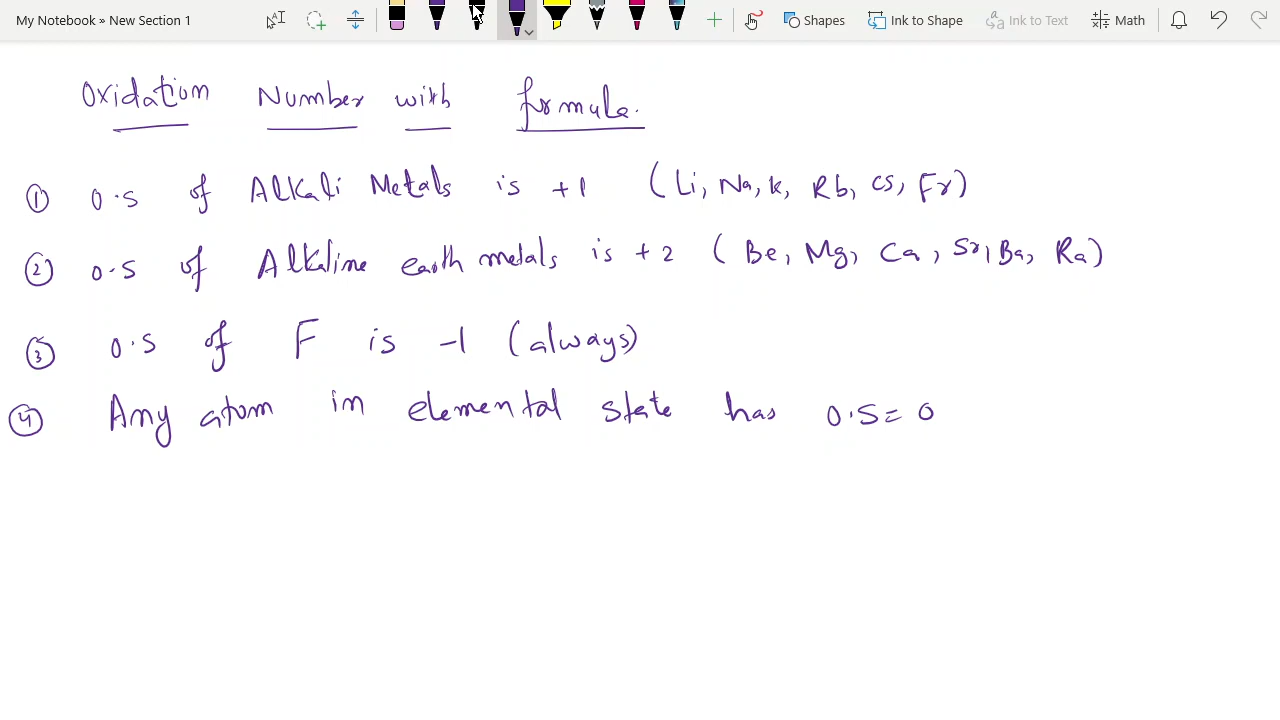 My Notebook » New Section 1
Shapes
Ink to Shape
Ink to Text
Math
Oxidation Number with formula.
① O.S of Alkali Metals is +1 (Li, Na, K, Rb, Cs, Fr)
② O.S of Alkaline earth metals is +2 (Be, Mg, Ca, Sr, Ba, Ra)
③ O.S of F is -1 (always)
④ Any atom in elemental state has O.S = 0